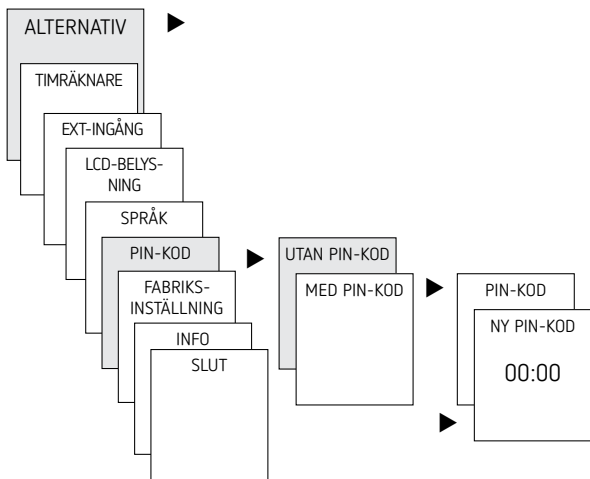 ALTERNATIV
TIMRÄKNARE
EXT-INGÅNG
LCD-BELYS-
NING
SPRÅK
PIN-KOD
FABRIKS-
INSTÄLLNING
INFO
SLUT
UTAN PIN-KOD
MED PIN-KOD
PIN-KOD
NY PIN-KOD
00:00